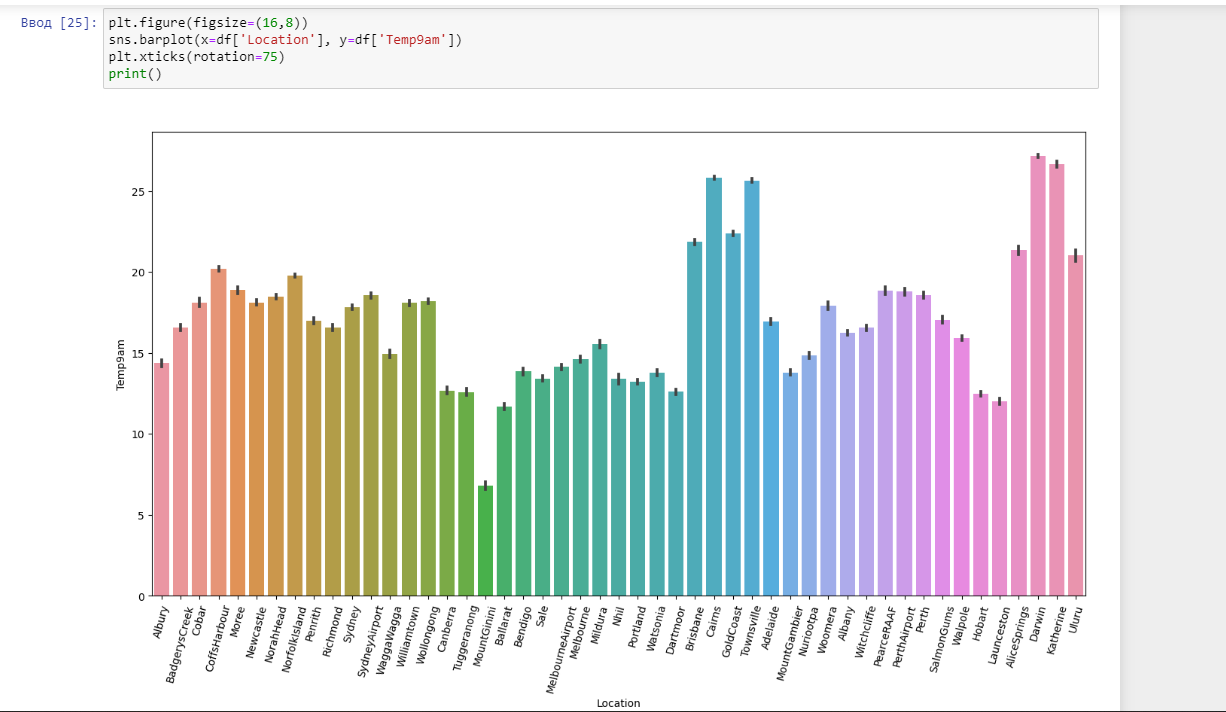 Ввод [25]:
plt.figure(figsize=(16,8))
sns.barplot(x=df['Location'], y=df['Temp9am'])
plt.xticks(rotation=75)
print()
Temp9am
25
20
15
10
5
0
Albury
BadgerysCreek
Cobar
CoffsHarbour
Moree
Newcastle
NorahHead
NorfolkIsland
Penrith
Richmond
Sydney
SydneyAirport
WaggaWagga
Williamtown
Wollongong
Canberra
Tuggeranong
MountGinini
Ballarat
Bendigo
Sale
MelbourneAirport
Melbourne
Mildura
Nhil
Portland
Watsonia
Dartmoor
Brisbane
Cairns
GoldCoast
Townsville
Adelaide
MountGambier
Nuriootpa
Woomera
Albany
Witchcliffe
PearceRAAF
PerthAirport
Perth
SalmonGums
Walpole
Hobart
Launceston
AliceSprings
Darwin
Katherine
Uluru
Location